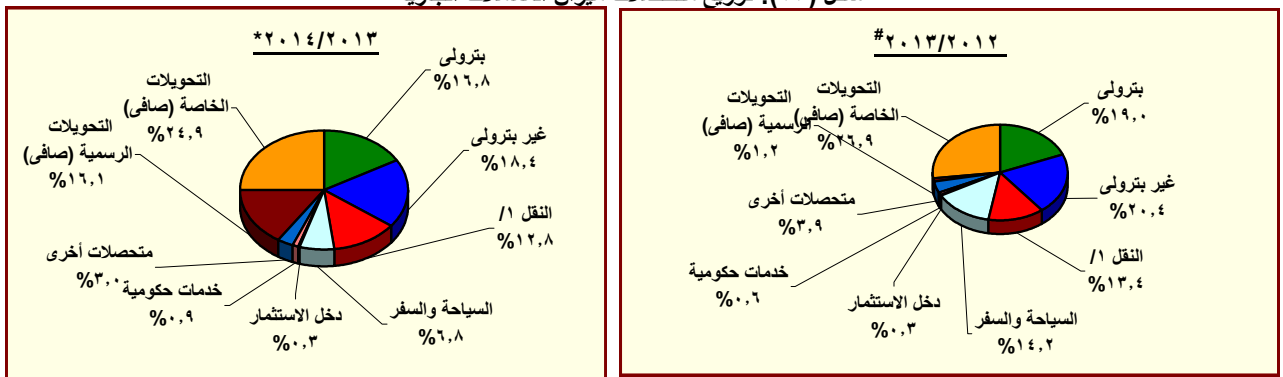 #٢٠١٣/٢٠١٢
بترولى
%١٩,٠
غير بترولى
%٢٠,٤
النقل ١/
%١٣,٤
السياحة والسفر
%١٤,٢
دخل الاستثمار
%٠,٣
خدمات حكومية
%٠,٦
متحصلات أخرى
%٣,٩
التحويلات
الرسمية (صافى)
%١,٢
التحويلات
الخاصة (صافى)
%٢٦,٩
*٢٠١٤/٢٠١٣
بترولى
%١٦,٨
غير بترولى
%١٨,٤
النقل ١/
%١٢,٨
السياحة والسفر
%٦,٨
دخل الاستثمار
%٠,٣
خدمات حكومية
%٠,٩
متحصلات أخرى
%٣,٠
التحويلات
الرسمية (صافى)
%١٦,١
التحويلات
الخاصة (صافى)
%٢٤,٩